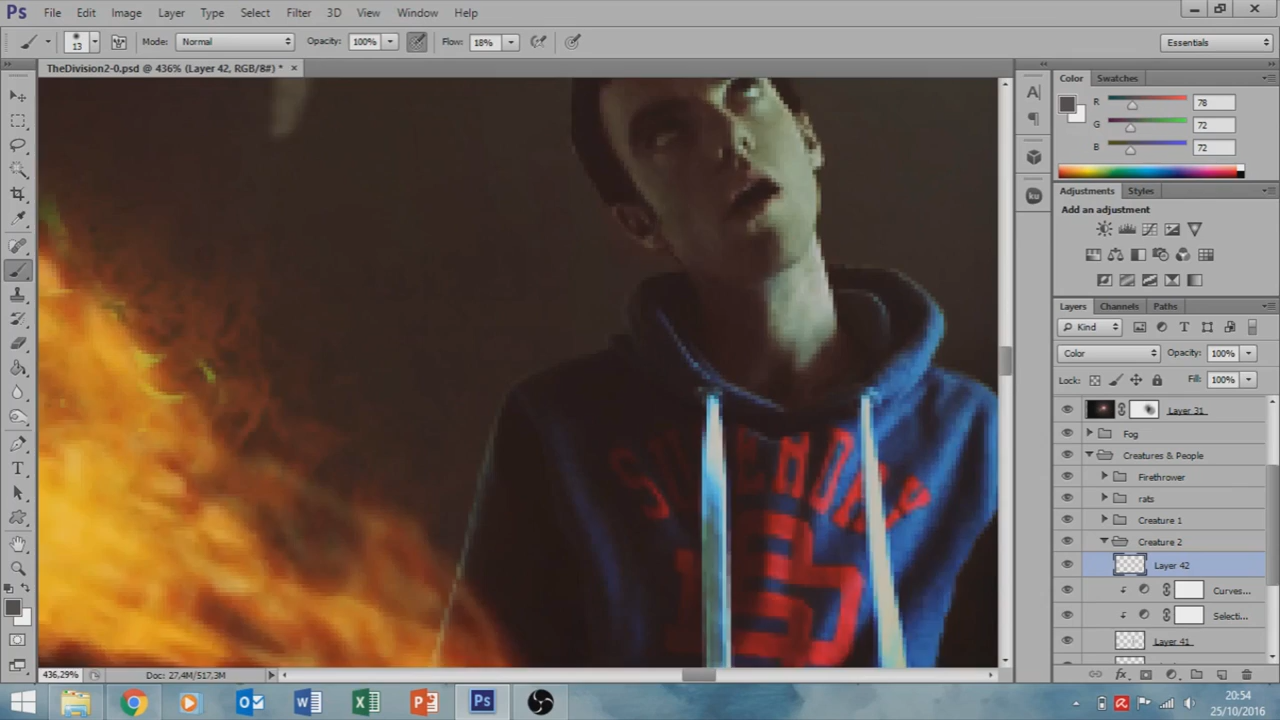 Ps File Edit Image Layer Type Select Filter 3D View Window Help
13 Mode: Normal Opacity: 100% Flow: 18% Essentials
TheDivision2-0.psd @ 436% (Layer 42, RGB/8#) * ×
Color Swatches
R 78
G 72
B 72
Adjustments Styles
Add an adjustment
Layers Channels Paths
Kind
Color Opacity: 100%
Lock: Fill: 100%
Layer 31
Fog
Creatures & People
Firethrower
rats
Creature 1
Creature 2
Layer 42
Curves...
Selecti...
Layer 41
436,29% Doc: 27,4M/517,3M
20:54
25/10/2016